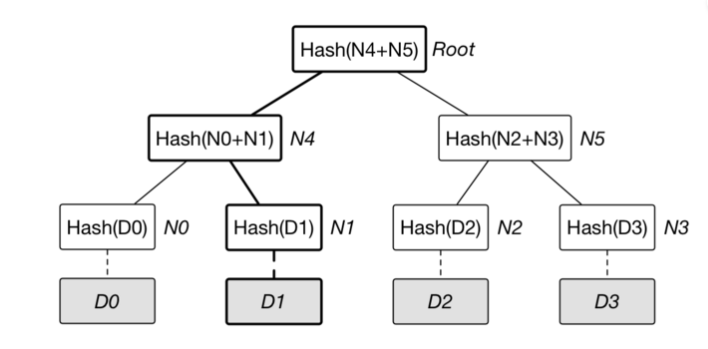 Hash(N4+N5) Root
Hash(N0+N1) N4
Hash(N2+N3) N5
Hash(D0) N0
Hash(D1) N1
Hash(D2) N2
Hash(D3) N3
D0
D1
D2
D3